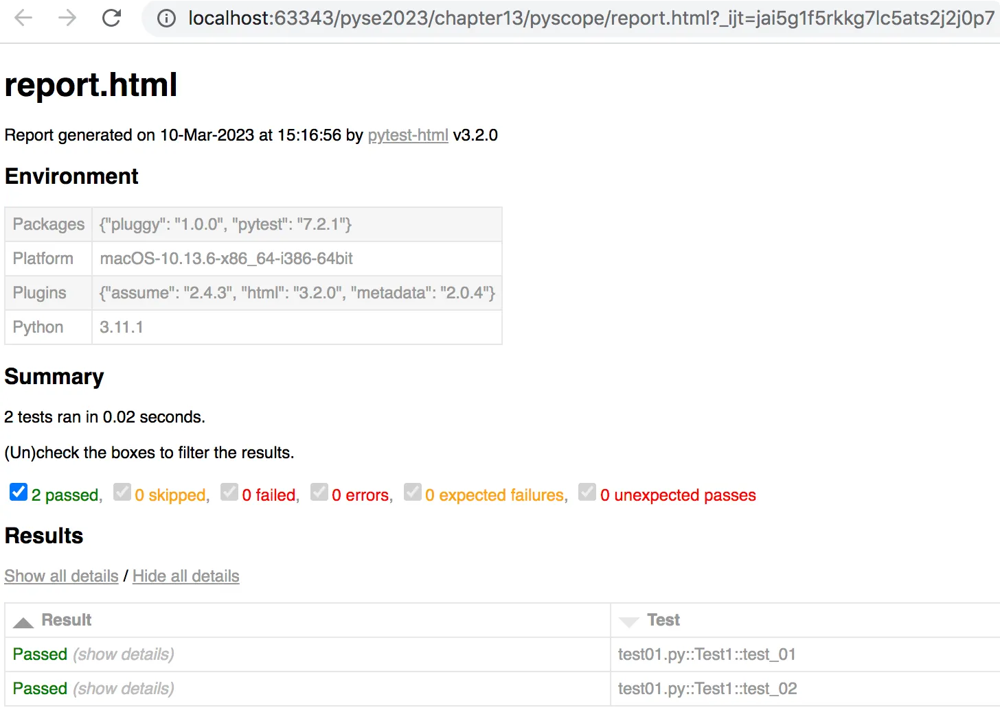 localhost:63343/pyse2023/chapter13/pyscope/report.html?_ijt=jai5g1f5rkkg7lc5ats2j2j0p7
report.html
Report generated on 10-Mar-2023 at 15:16:56 by pytest-html v3.2.0
Environment
Packages {"pluggy": "1.0.0", "pytest": "7.2.1"}
Platform macOS-10.13.6-x86_64-i386-64bit
Plugins {"assume": "2.4.3", "html": "3.2.0", "metadata": "2.0.4"}
Python 3.11.1
Summary
2 tests ran in 0.02 seconds.
(Un)check the boxes to filter the results.
2 passed, 0 skipped, 0 failed, 0 errors, 0 expected failures, 0 unexpected passes
Results
Show all details / Hide all details
Result Test
Passed (show details) test01.py::Test1::test_01
Passed (show details) test01.py::Test1::test_02